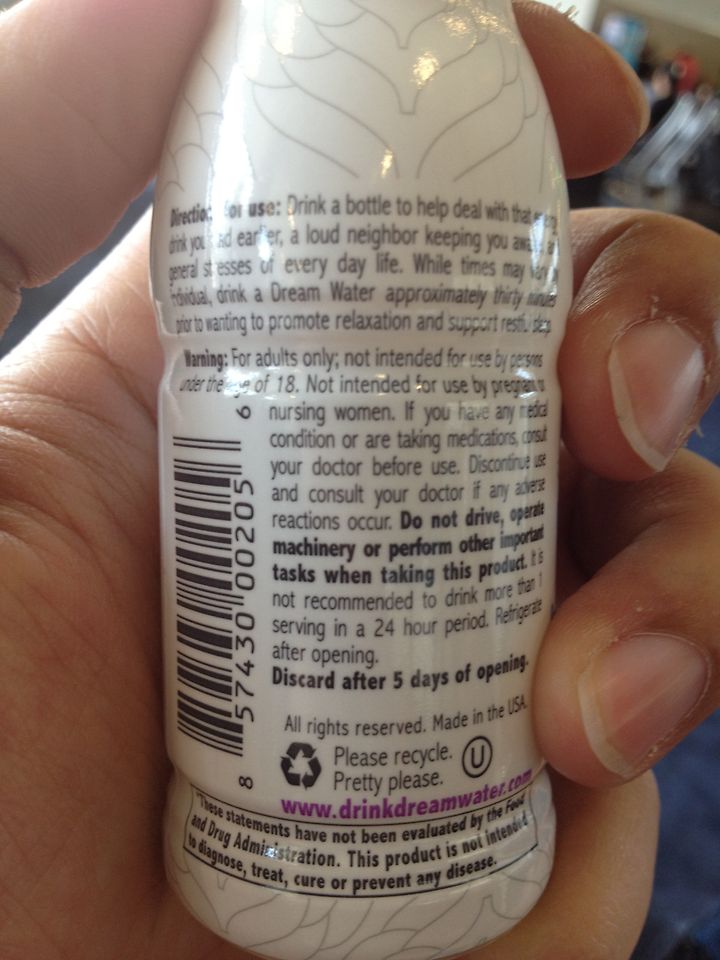 Directio for use: Drink a bottle to help deal with that
drink you ad earlier, a loud neighbor keeping you
general stresses of every day life. While times may vary
individual, drink a Dream Water approximately thirty minutes
prior to wanting to promote relaxation and support restful sleep
Warning: For adults only; not intended for use by persons
under the age of 18. Not intended for use by pregnant or
nursing women. If you have any medical
condition or are taking medications, consult
your doctor before use. Discontinue use
and consult your doctor if any adverse
reactions occur. Do not drive, operate
machinery or perform other important
tasks when taking this product. It is
not recommended to drink more than 1
serving in a 24 hour period. Refrigerate
after opening.
Discard after 5 days of opening.
8 57430 00205 6
All rights reserved. Made in the USA.
Please recycle.
Pretty please.
U
www.drinkdreamwater.com
*These statements have not been evaluated by the Food
and Drug Administration. This product is not intended
to diagnose, treat, cure or prevent any disease.